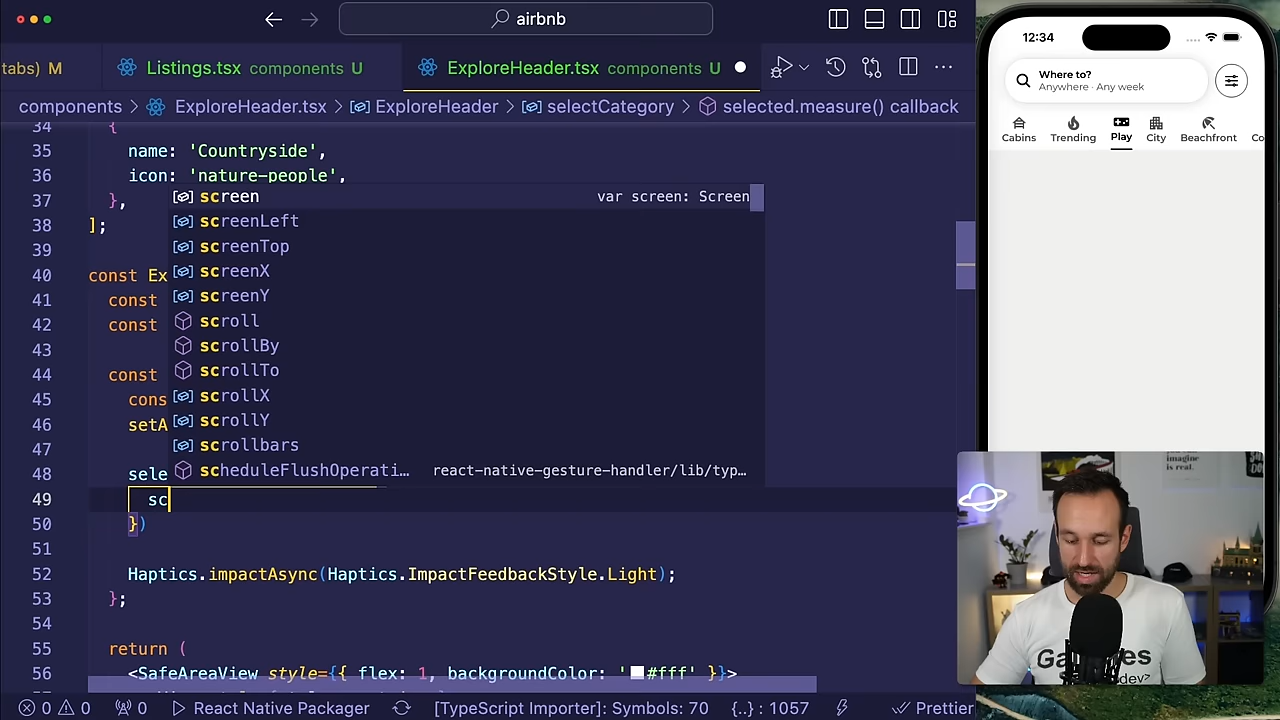 airbnb
tabs) M
Listings.tsx components U
ExploreHeader.tsx components U
components > ExploreHeader.tsx > ExploreHeader > selectCategory > selected.measure() callback
34 {
35 name: 'Countryside',
36 icon: 'nature-people',
37 },
38 ];
39
40 const Ex
41 const
42 const
43
44 const
45 cons
46 setA
47
48 sele
49 sc
50 })
51
52 Haptics.impactAsync(Haptics.ImpactFeedbackStyle.Light);
53 };
54
55 return (
56 <SafeAreaView style={{ lex: 1, backgroundColor: '#fff' }}>
screen var screen: Screen
screenLeft
screenTop
screenX
screenY
scroll
scrollBy
scrollTo
scrollX
scrollY
scrollbars
scheduleFlushOperati… react-native-gesture-handler/lib/typ…
0 0 0 React Native Packager [TypeScript Importer]: Symbols: 70 {..} : 1057 Prettier
12:34
Where to?
Anywhere · Any week
Cabins Trending Play City Beachfront Co
imagine
is real.